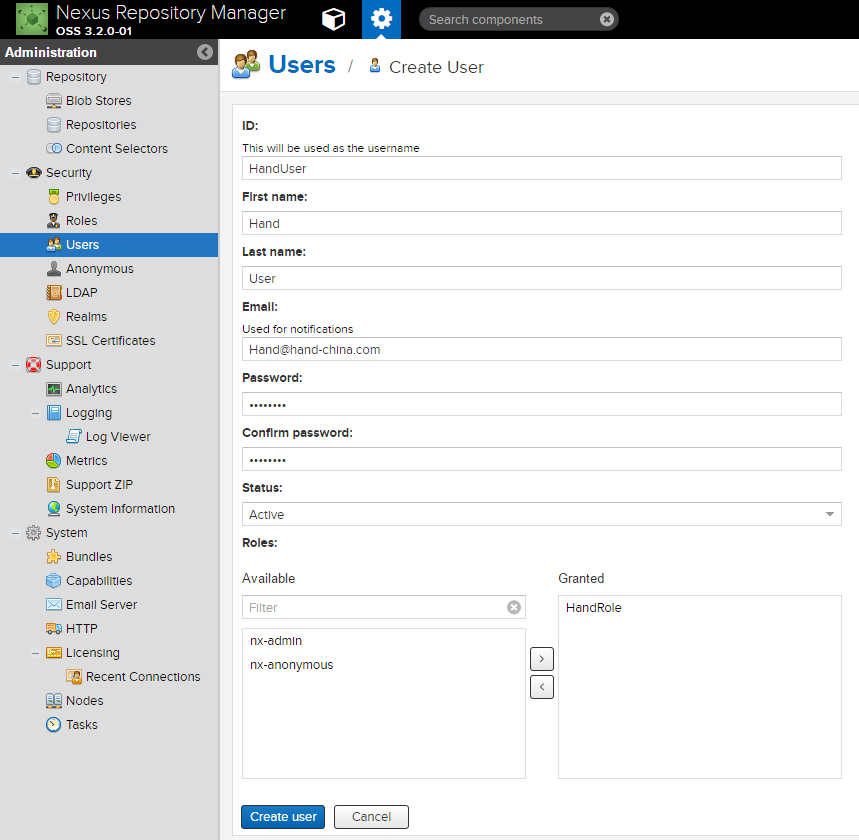 Nexus Repository Manager
OSS 3.2.0-01
Search components
Administration
Repository
Blob Stores
Repositories
Content Selectors
Security
Privileges
Roles
Users
Anonymous
LDAP
Realms
SSL Certificates
Support
Analytics
Logging
Log Viewer
Metrics
Support ZIP
System Information
System
Bundles
Capabilities
Email Server
HTTP
Licensing
Recent Connections
Nodes
Tasks
Users / Create User
ID:
This will be used as the username
HandUser
First name:
Hand
Last name:
User
Email:
Used for notifications
Hand@hand-china.com
Password:
••••••••
Confirm password:
••••••••
Status:
Active
Roles:
Available
Filter
nx-admin
nx-anonymous
>
<
Granted
HandRole
Create user
Cancel